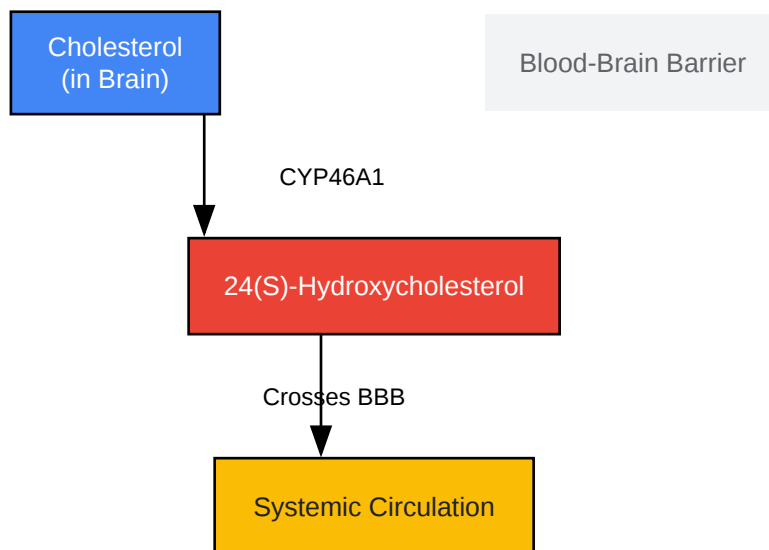 Cholesterol
(in Brain)
Blood-Brain Barrier
CYP46A1
24(S)-Hydroxycholesterol
Crosses BBB
Systemic Circulation